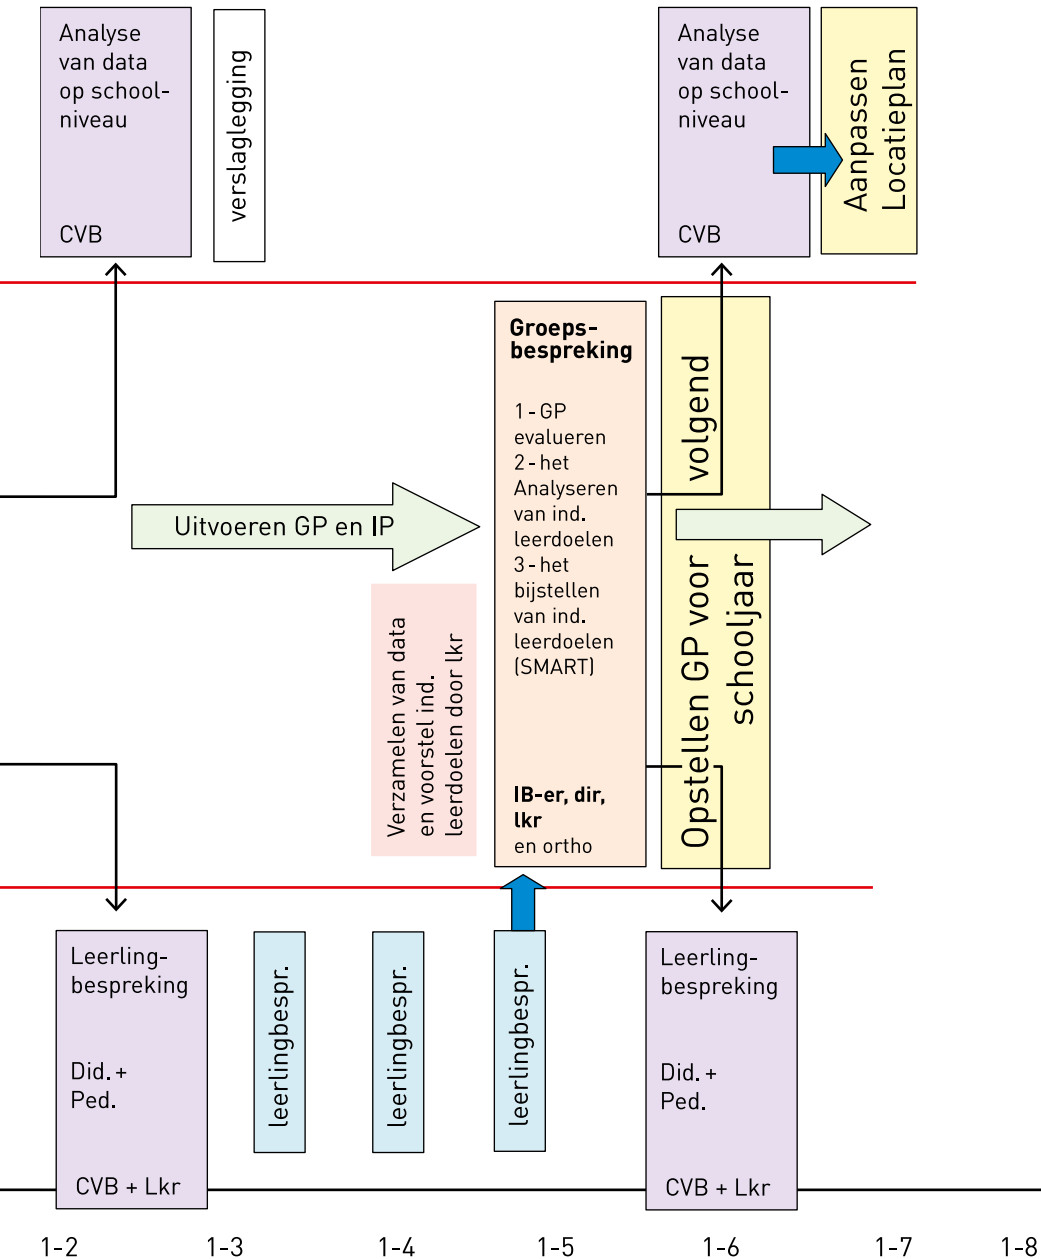 Analyse
van data
op school-
niveau
CVB
verslaglegging
Analyse
van data
op school-
niveau
CVB
Aanpassen
Locatieplan
Uitvoeren GP en IP
Verzamelen van data
en voorstel ind.
leerdoelen door lkr
Groeps-
bespreking
1 - GP
evalueren
2 - het
Analyseren
van ind.
leerdoelen
3 - het
bijstellen
van ind.
leerdoelen
(SMART)
IB-er, dir,
lkr
en ortho
Opstellen GP voor volgend
schooljaar
Leerling-
bespreking
Did. +
Ped.
CVB + Lkr
leerlingbespr.
leerlingbespr.
leerlingbespr.
Leerling-
bespreking
Did. +
Ped.
CVB + Lkr
1-2 1-3 1-4 1-5 1-6 1-7 1-8